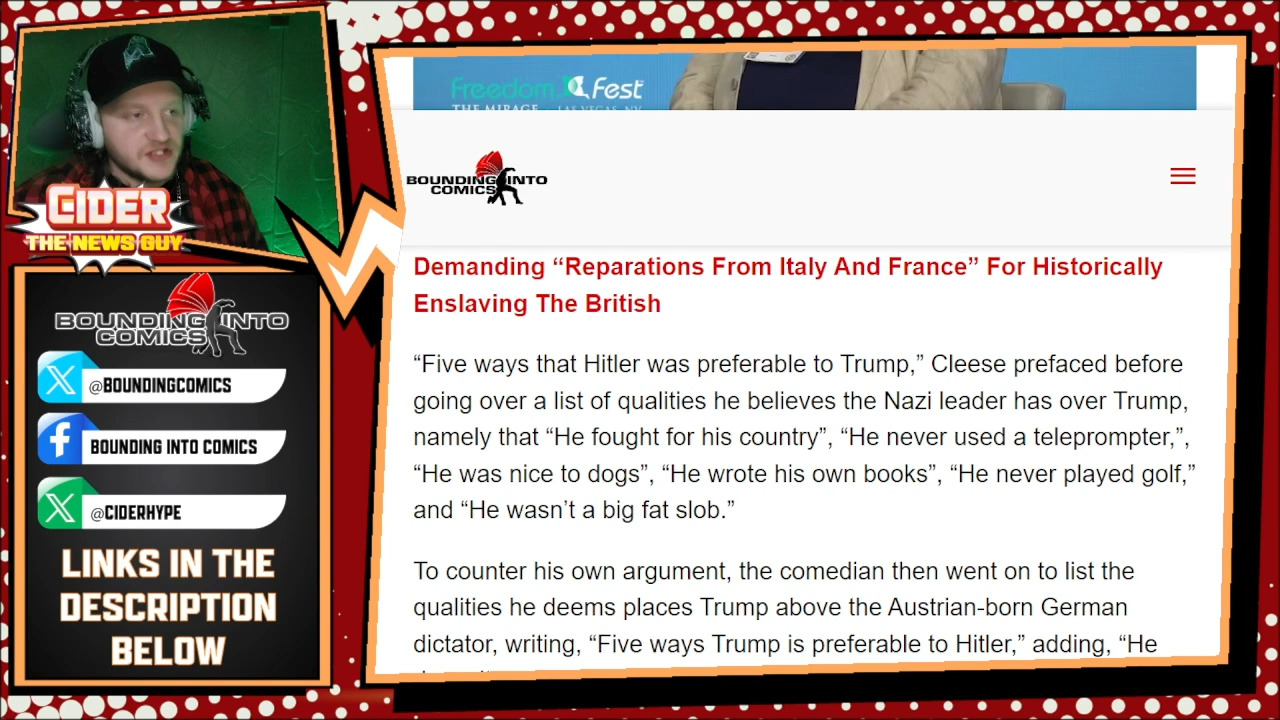 CIDER
THE NEWS GUY
BOUNDING INTO
COMICS
@BOUNDINGCOMICS
BOUNDING INTO COMICS
@CIDERHYPE
LINKS IN THE
DESCRIPTION
BELOW
Freedom Fest
THE MIRAGE LAS VEGAS, NV
BOUNDING INTO
COMICS
Demanding “Reparations From Italy And France” For Historically
Enslaving The British
“Five ways that Hitler was preferable to Trump,” Cleese prefaced before
going over a list of qualities he believes the Nazi leader has over Trump,
namely that “He fought for his country”, “He never used a teleprompter,”,
“He was nice to dogs”, “He wrote his own books”, “He never played golf,”
and “He wasn’t a big fat slob.”
To counter his own argument, the comedian then went on to list the
qualities he deems places Trump above the Austrian-born German
dictator, writing, “Five ways Trump is preferable to Hitler,” adding, “He